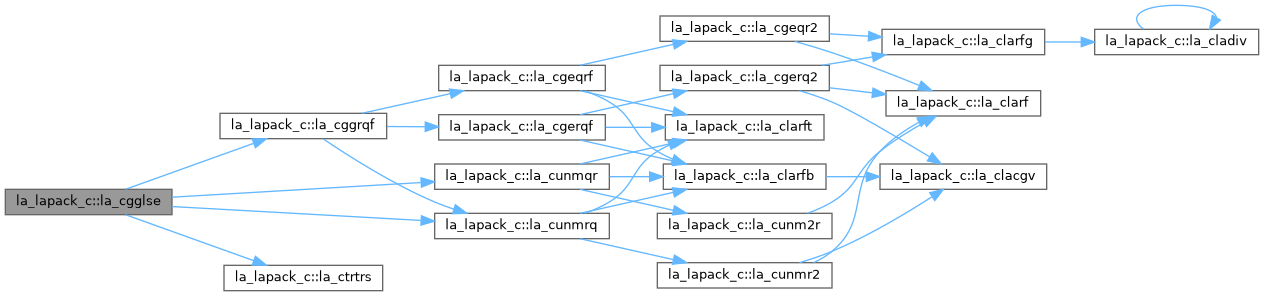 la_lapack_c::la_cgglse
la_lapack_c::la_cggrqf
la_lapack_c::la_ctrtrs
la_lapack_c::la_cgeqrf
la_lapack_c::la_cgerqf
la_lapack_c::la_cunmqr
la_lapack_c::la_cunmrq
la_lapack_c::la_cgeqr2
la_lapack_c::la_cgerq2
la_lapack_c::la_clarft
la_lapack_c::la_clarfb
la_lapack_c::la_cunm2r
la_lapack_c::la_cunmr2
la_lapack_c::la_clarfg
la_lapack_c::la_clarf
la_lapack_c::la_clacgv
la_lapack_c::la_cladiv